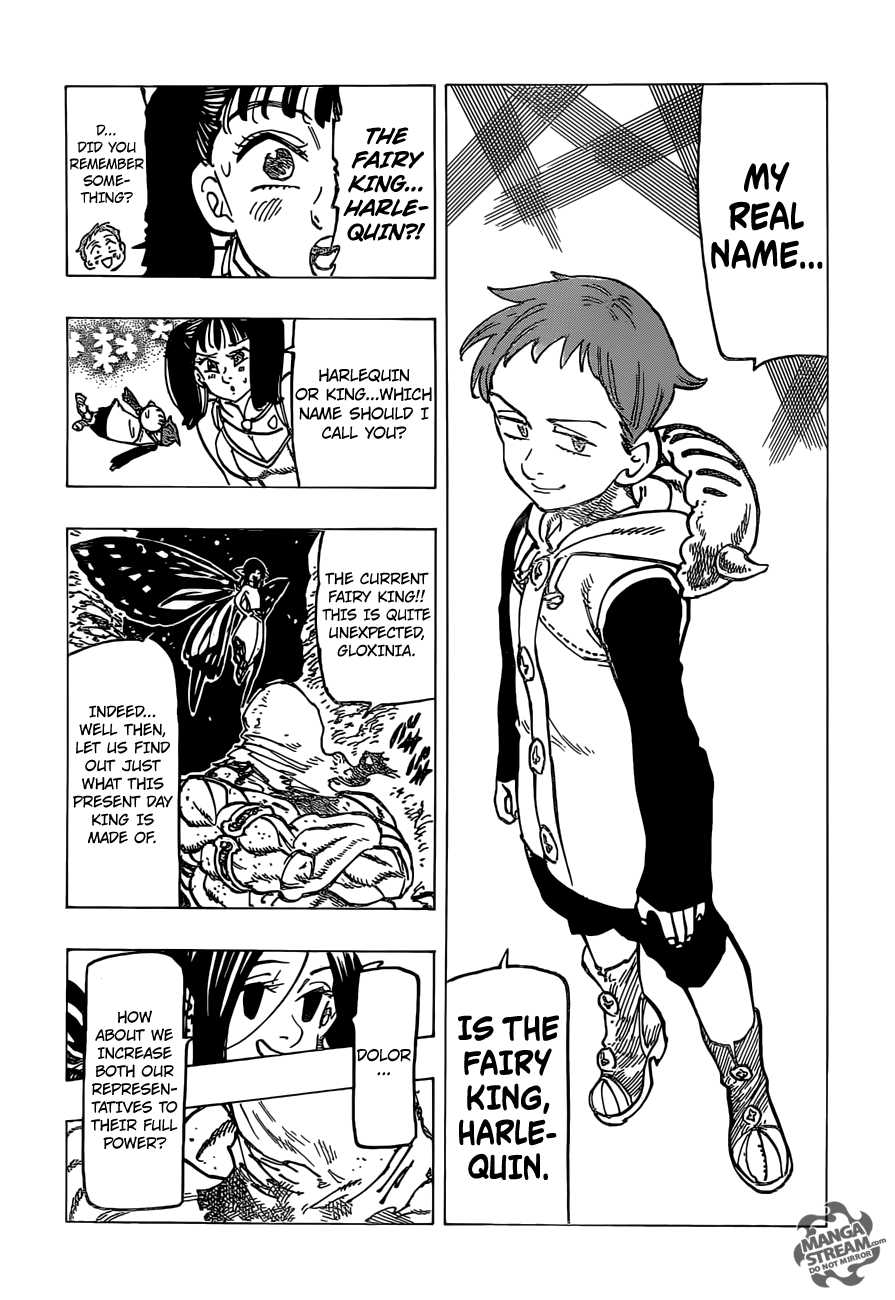 MY
REAL
NAME...
IS THE
FAIRY
KING,
HARLE-
QUIN.
THE
FAIRY
KING...
HARLE-
QUIN?!
D...
DID YOU
REMEMBER
SOME-
THING?
HARLEQUIN
OR KING...WHICH
NAME SHOULD I
CALL YOU?
THE CURRENT
FAIRY KING!!
THIS IS QUITE
UNEXPECTED,
GLOXINIA.
INDEED...
WELL THEN,
LET US FIND
OUT JUST
WHAT THIS
PRESENT DAY
KING IS
MADE OF.
DOLOR
...
HOW
ABOUT WE
INCREASE
BOTH OUR
REPRESEN-
TATIVES TO
THEIR FULL
POWER?
MANGA
STREAM.com
DO NOT MIRROR